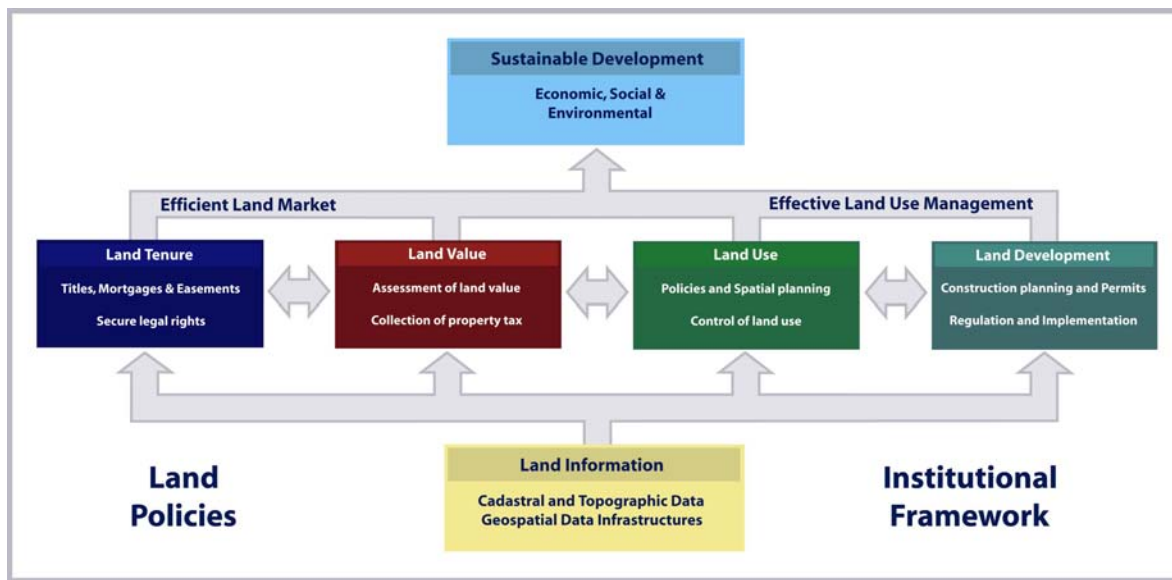 Sustainable Development
Economic, Social &
Environmental
Efficient Land Market
Effective Land Use Management
Land Tenure
Titles, Mortgages & Easements
Secure legal rights
Land Value
Assessment of land value
Collection of property tax
Land Use
Policies and Spatial planning
Control of land use
Land Development
Construction planning and Permits
Regulation and Implementation
Land
Policies
Land Information
Cadastral and Topographic Data
Geospatial Data Infrastructures
Institutional
Framework